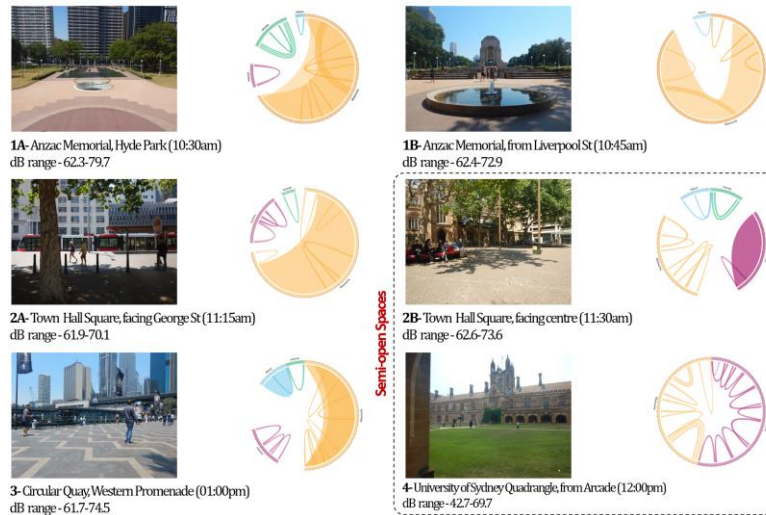 1A- Anzac Memorial, Hyde Park (10:30am)
dB range - 62.3-79.7
1B- Anzac Memorial, from Liverpool St (10:45am)
dB range - 62.4-72.9
2A- Town Hall Square, facing George St (11:15am)
dB range - 61.9-70.1
Semi-open Spaces
2B- Town Hall Square, facing centre (11:30am)
dB range - 62.6-73.6
3- Circular Quay, Western Promenade (01:00pm)
dB range - 61.7-74.5
4- University of Sydney Quadrangle, from Arcade (12:00pm)
dB range - 42.7-69.7